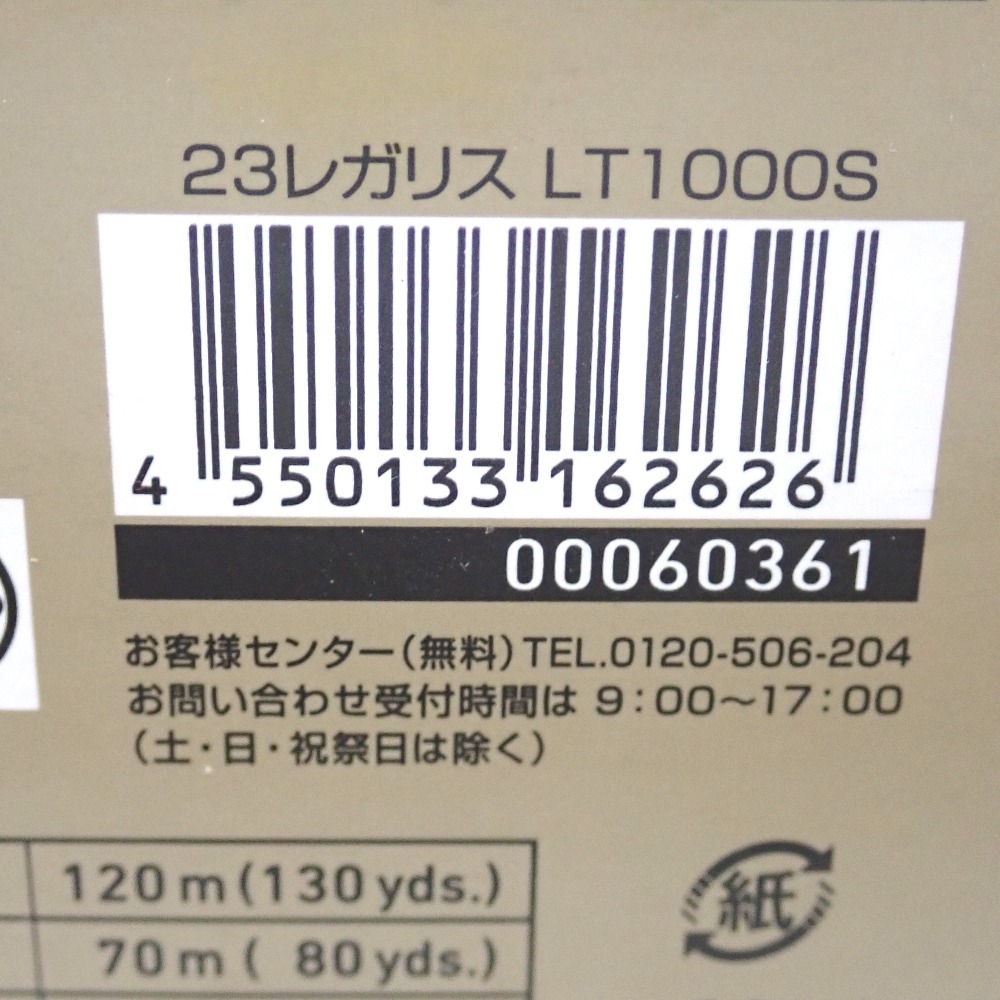 23レガリス LT1000S
4 550133 162626
00060361
お客様センター(無料)TEL.0120-506-204
お問い合わせ受付時間は 9:00〜17:00
(土・日・祝祭日は除く)
120 m (130 yds.)
70 m ( 80 yds.)
紙